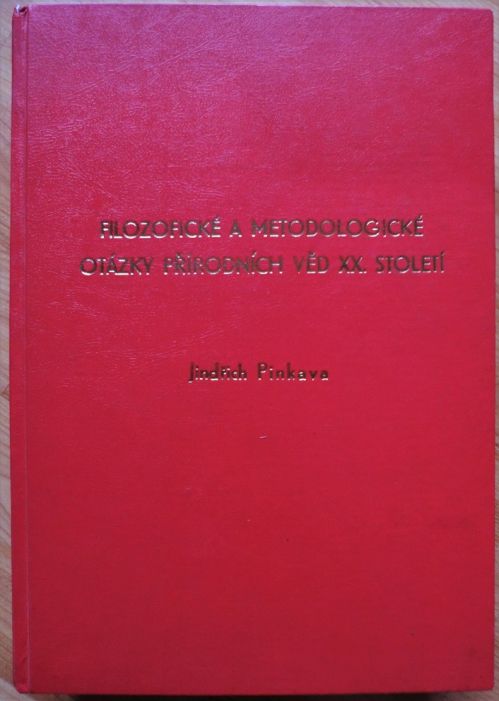 FILOZOFICKÉ A METODOLOGICKÉ
OTÁZKY PŘÍRODNÍCH VĚD XX. STOLETÍ
Jindřich Pinkava